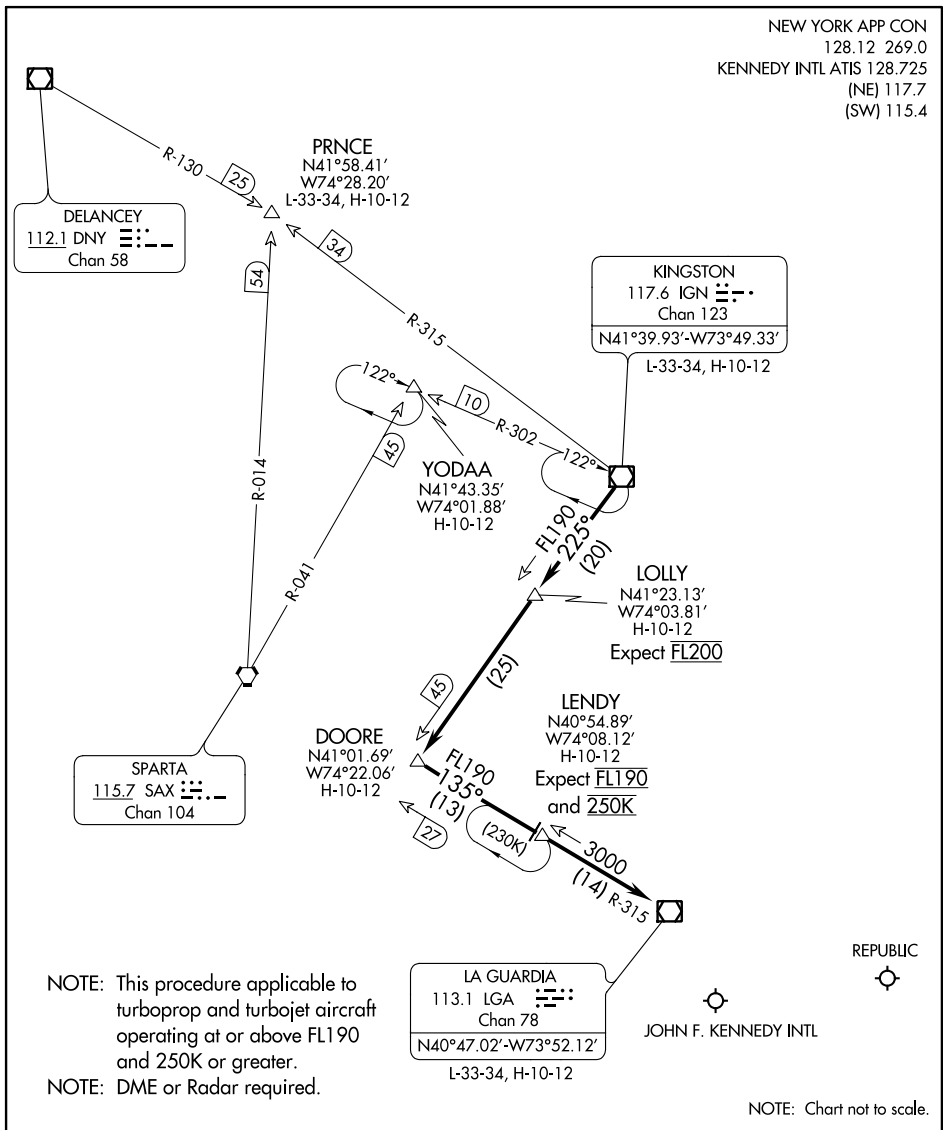 NEW YORK APP CON
128.12 269.0
KENNEDY INTL ATIS 128.725
(NE) 117.7
(SW) 115.4
PRNCE
N41°58.41'
W74°28.20'
L-33-34, H-10-12
R-130
25
DELANCEY
112.1 DNY
Chan 58
54
34
R-315
KINGSTON
117.6 IGN
Chan 123
N41°39.93'-W73°49.33'
L-33-34, H-10-12
122°
10
R-302
122°
45
YODAA
N41°43.35'
W74°01.88'
H-10-12
R-014
R-041
FL190
225°
(20)
LOLLY
N41°23.13'
W74°03.81'
H-10-12
Expect FL200
(25)
45
LENDY
N40°54.89'
W74°08.12'
H-10-12
Expect FL190
and 250K
DOORE
N41°01.69'
W74°22.06'
H-10-12
SPARTA
115.7 SAX
Chan 104
FL190
135°
(13)
27
(230K)
3000
(14) R-315
LA GUARDIA
113.1 LGA
Chan 78
N40°47.02'-W73°52.12'
L-33-34, H-10-12
REPUBLIC
JOHN F. KENNEDY INTL
NOTE: This procedure applicable to
turboprop and turbojet aircraft
operating at or above FL190
and 250K or greater.
NOTE: DME or Radar required.
NOTE: Chart not to scale.